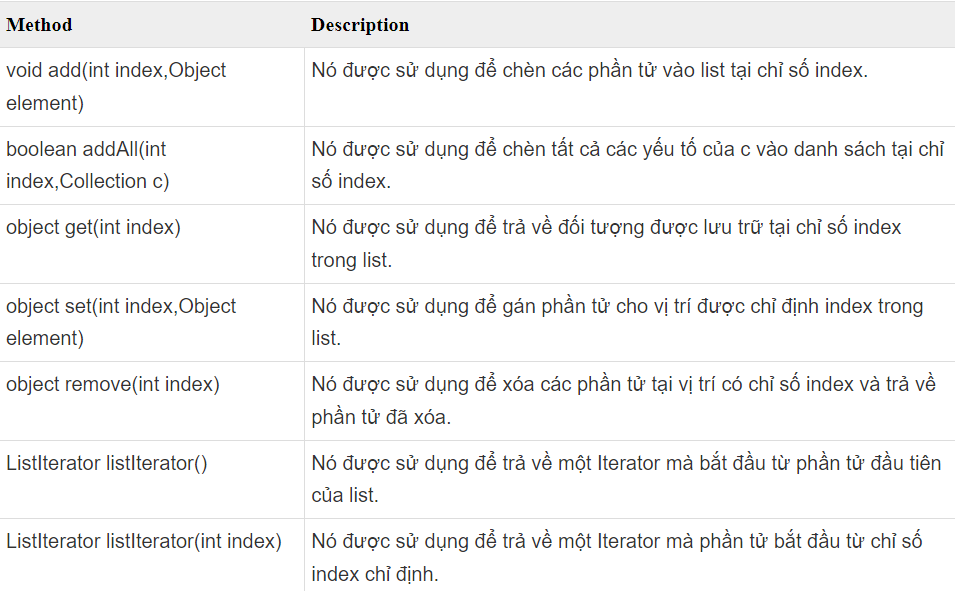 Method
Description
void add(int index,Object
element)
Nó được sử dụng để chèn các phần tử vào list tại chỉ số index.
boolean addAll(int
index,Collection c)
Nó được sử dụng để chèn tất cả các yếu tố của c vào danh sách tại chỉ
số index.
object get(int index)
Nó được sử dụng để trả về đối tượng được lưu trữ tại chỉ số index
trong list.
object set(int index,Object
element)
Nó được sử dụng để gán phần tử cho vị trí được chỉ định index trong
list.
object remove(int index)
Nó được sử dụng để xóa các phần tử tại vị trí có chỉ số index và trả về
phần tử đã xóa.
ListIterator listIterator()
Nó được sử dụng để trả về một Iterator mà bắt đầu từ phần tử đầu tiên
của list.
ListIterator listIterator(int index)
Nó được sử dụng để trả về một Iterator mà phần tử bắt đầu từ chỉ số
index chỉ định.